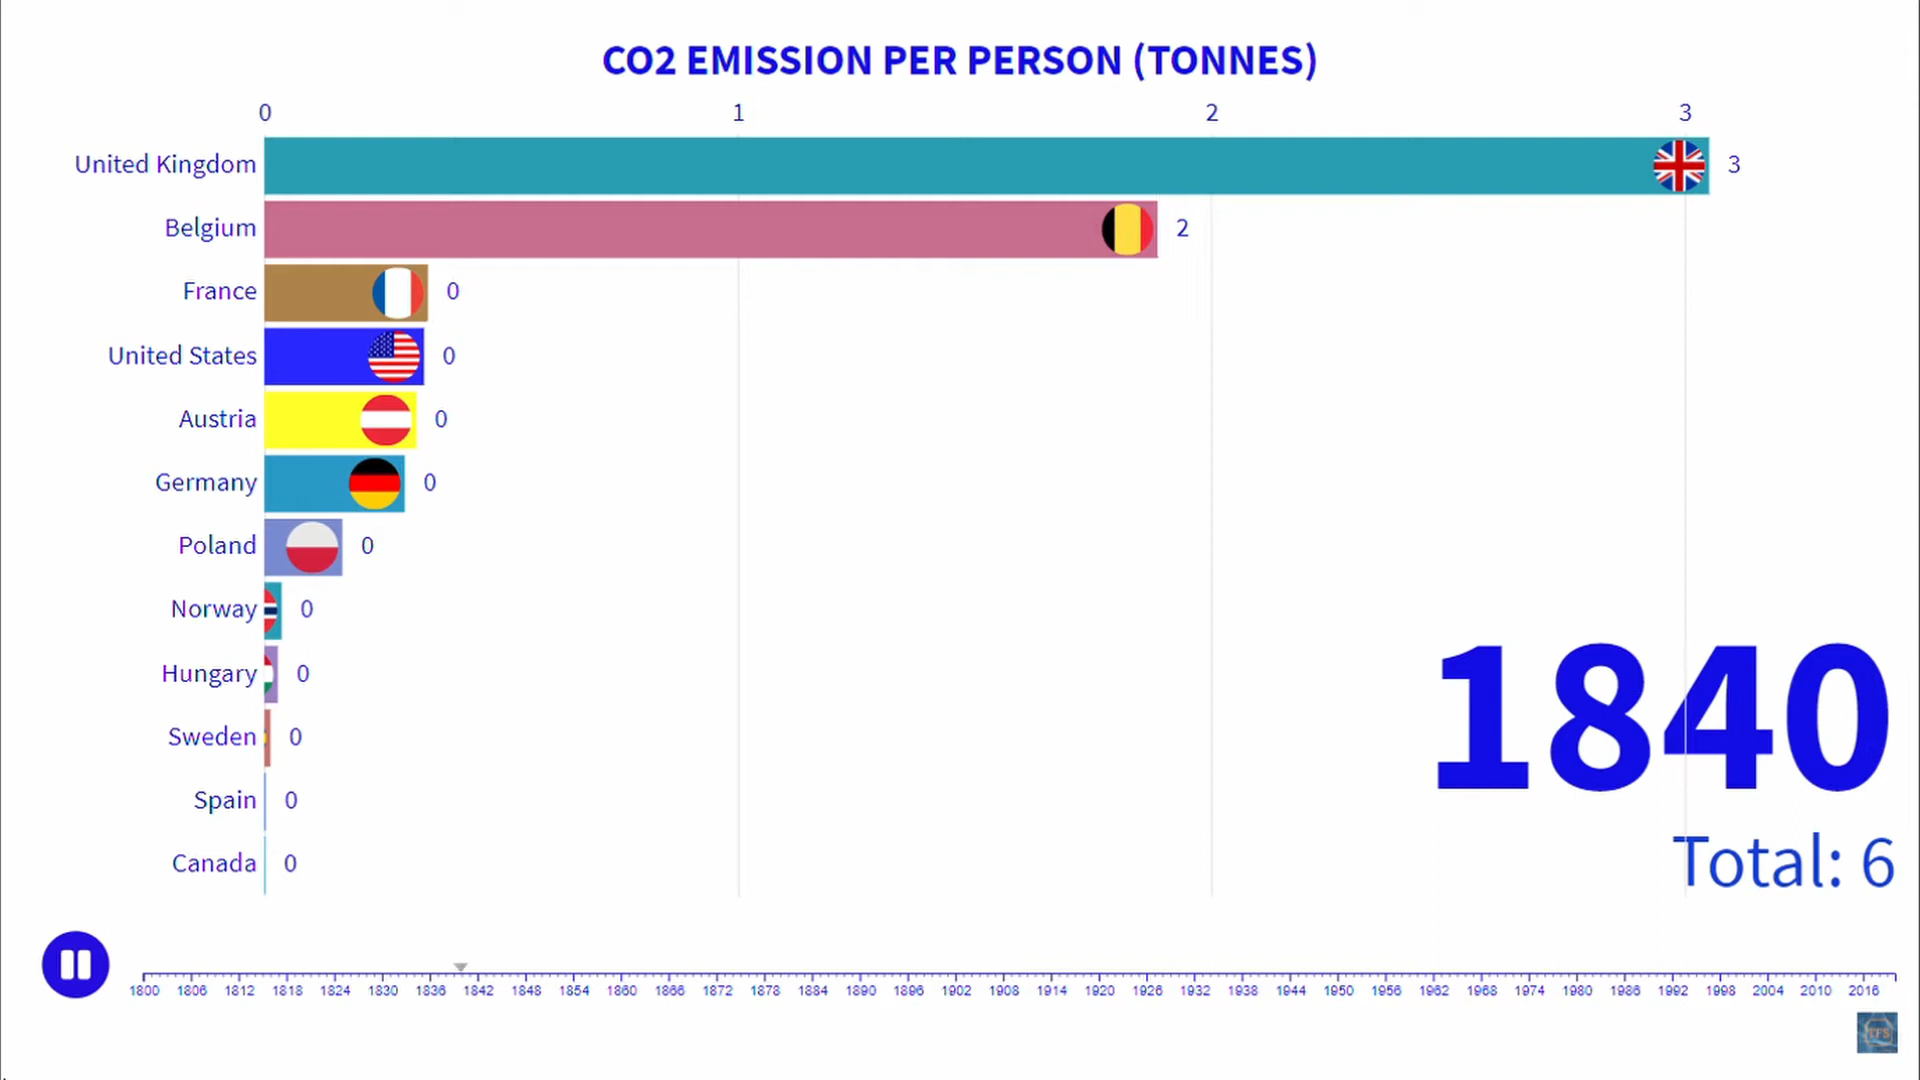 CO2 EMISSION PER PERSON (TONNES)
0 1 2 3
United Kingdom 3
Belgium 2
France 0
United States 0
Austria 0
Germany 0
Poland 0
Norway 0
Hungary 0
Sweden 0
Spain 0
Canada 0
1840
Total: 6
1800 1806 1812 1818 1824 1830 1836 1842 1848 1854 1860 1866 1872 1878 1884 1890 1896 1902 1908 1914 1920 1926 1932 1938 1944 1950 1956 1962 1968 1974 1980 1986 1992 1998 2004 2010 2016